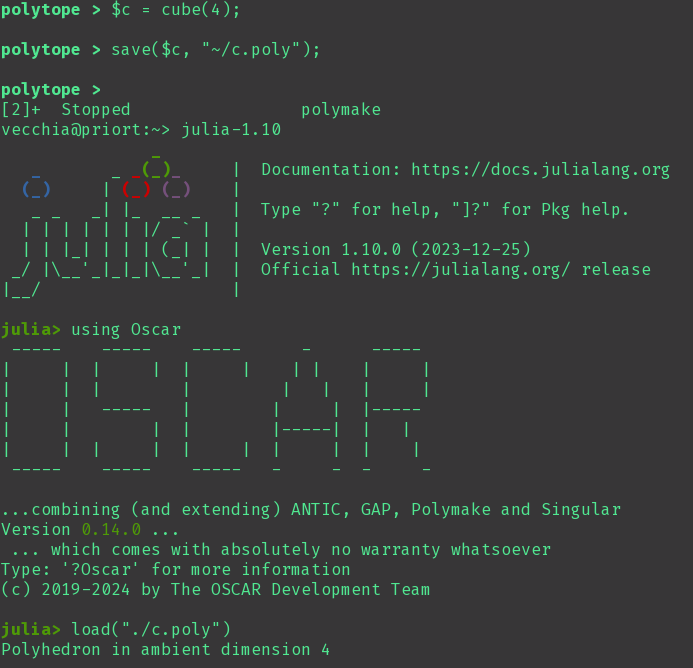 polytope > $c = cube(4);
polytope > save($c, "~/c.poly");
polytope >
[2]+  Stopped                 polymake
vecchia@priort:~> julia-1.10
               _
   _       _ _(_)_     |  Documentation: https://docs.julialang.org
  (_)     | (_) (_)    |
   _ _   _| |_  __ _   |  Type "?" for help, "]?" for Pkg help.
  | | | | | | |/ _` |  |
  | | |_| | | | (_| |  |  Version 1.10.0 (2023-12-25)
 _/ |\__'_|_|_|\__'_|  |  Official https://julialang.org/ release
|__/                   |
julia> using Oscar
 -----    -----    -----      -      -----
|     |  |     |  |     |    | |    |     |
|     |  |        |         |   |   |     |
|     |   -----   |        |     |  |-----
|     |        |  |        |-----|  |   |
|     |  |     |  |     |  |     |  |    |
 -----    -----    -----   -     -  -     -
...combining (and extending) ANTIC, GAP, Polymake and Singular
Version 0.14.0 ...
 ... which comes with absolutely no warranty whatsoever
Type: '?Oscar' for more information
(c) 2019-2024 by The OSCAR Development Team
julia> load("./c.poly")
Polyhedron in ambient dimension 4